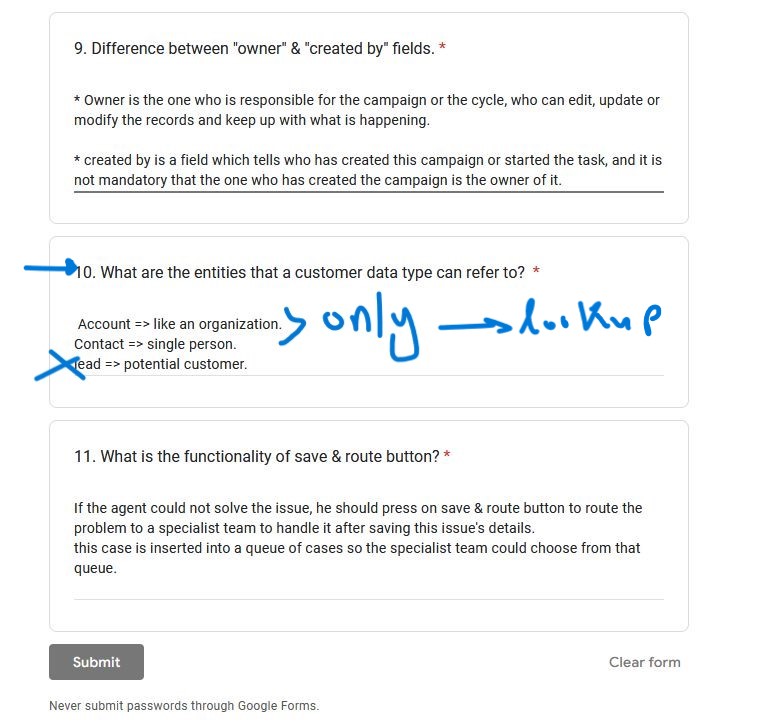 9. Difference between "owner" & "created by" fields. *
* Owner is the one who is responsible for the campaign or the cycle, who can edit, update or
modify the records and keep up with what is happening.
* created by is a field which tells who has created this campaign or started the task, and it is
not mandatory that the one who has created the campaign is the owner of it.
10. What are the entities that a customer data type can refer to? *
Account => like an organization.
Contact => single person.
only → lookup
lead => potential customer.
11. What is the functionality of save & route button? *
If the agent could not solve the issue, he should press on save & route button to route the
problem to a specialist team to handle it after saving this issue's details.
this case is inserted into a queue of cases so the specialist team could choose from that
queue.
Submit
Clear form
Never submit passwords through Google Forms.